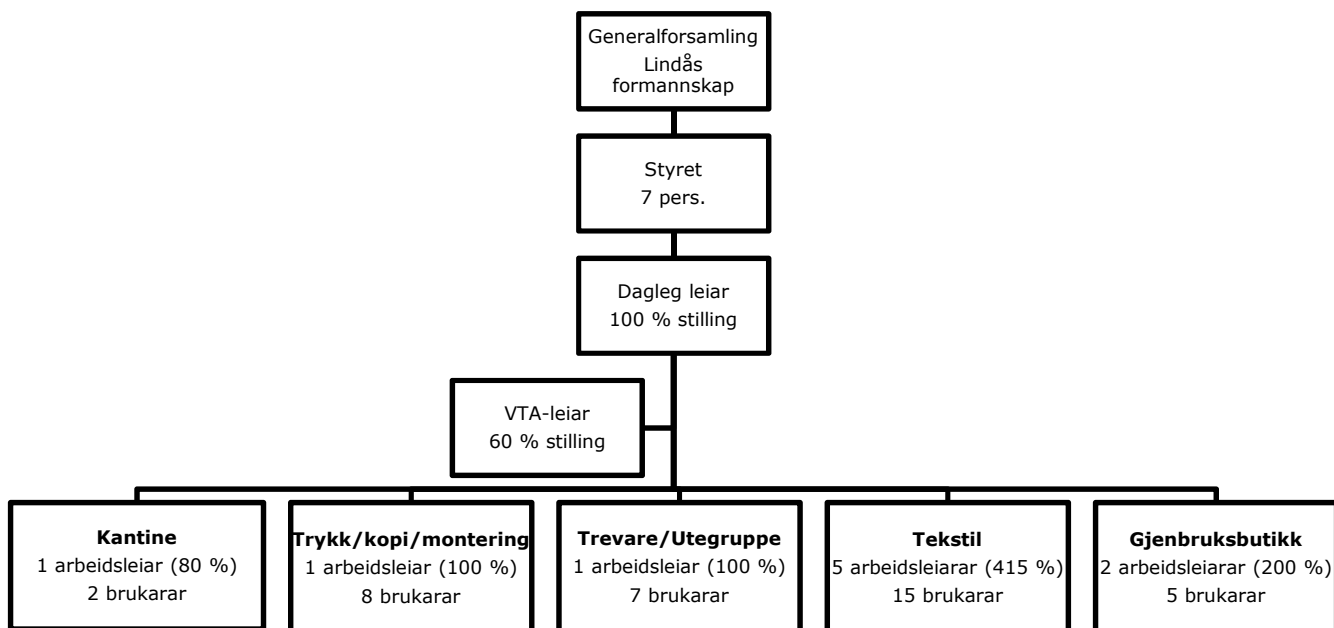 Generalforsamling
Lindås
formannskap
Styret
7 pers.
Dagleg leiar
100 % stilling
VTA-leiar
60 % stilling
Kantine
1 arbeidsleiar (80 %)
2 brukarar
Trykk/kopi/montering
1 arbeidsleiar (100 %)
8 brukarar
Trevare/Utegruppe
1 arbeidsleiar (100 %)
7 brukarar
Tekstil
5 arbeidsleiarar (415 %)
15 brukarar
Gjenbruksbutikk
2 arbeidsleiarar (200 %)
5 brukarar